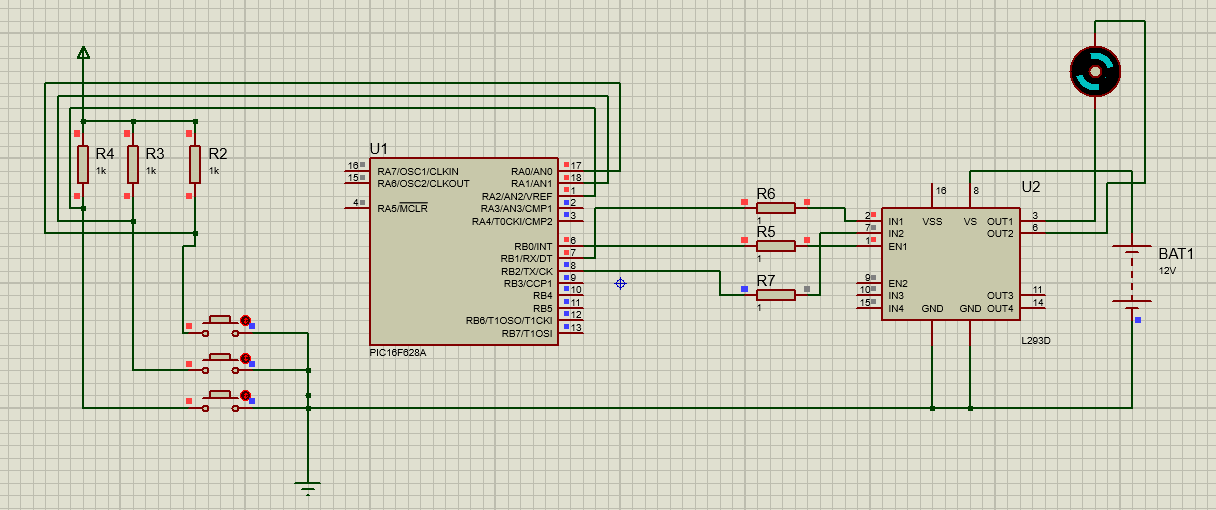 R4
1k
R3
1k
R2
1k
U1
16
15
4
RA7/OSC1/CLKIN
RA6/OSC2/CLKOUT
RA5/MCLR
RA0/AN0
RA1/AN1
RA2/AN2/VREF
RA3/AN3/CMP1
RA4/T0CKI/CMP2
RB0/INT
RB1/RX/DT
RB2/TX/CK
RB3/CCP1
RB4
RB5
RB6/T1OSO/T1CKI
RB7/T1OSI
17
18
1
2
3
6
7
8
9
10
11
12
13
PIC16F628A
R6
1
R5
1
R7
1
U2
16
8
2
7
1
9
10
15
IN1
IN2
EN1
EN2
IN3
IN4
VSS
VS
OUT1
OUT2
OUT3
OUT4
GND
GND
3
6
11
14
L293D
BAT1
12V